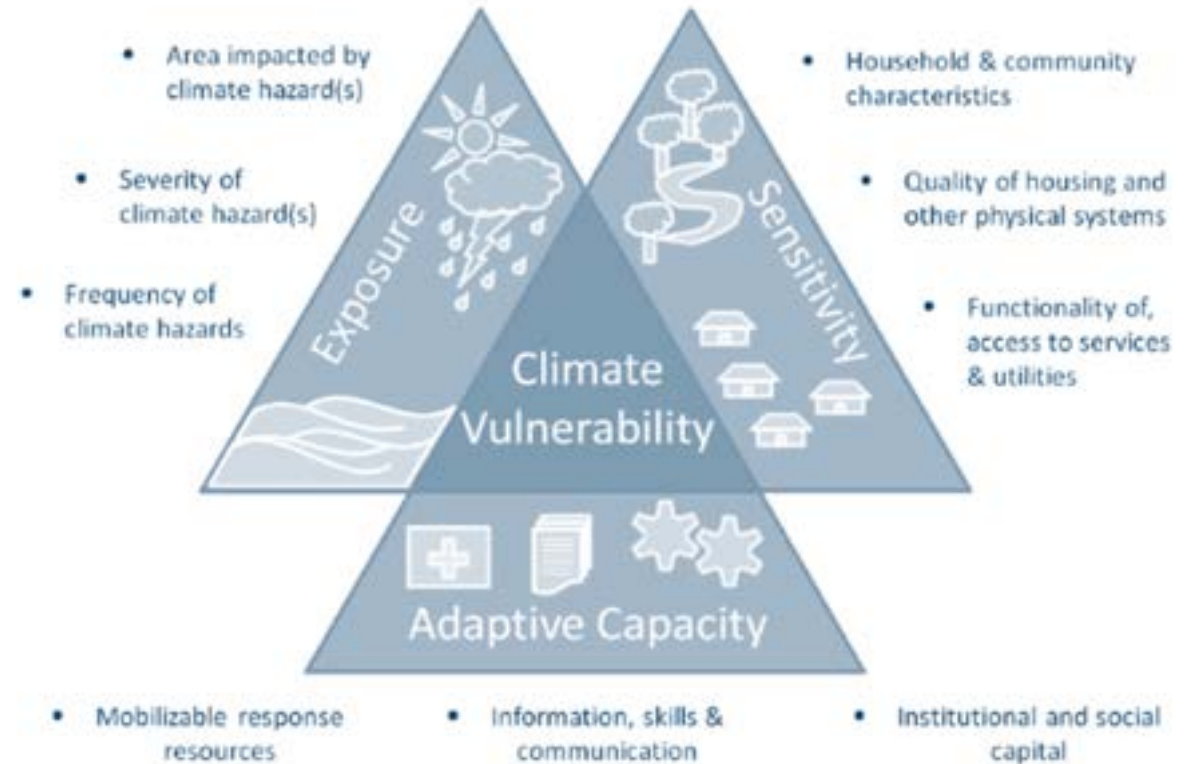 • Area impacted by
climate hazard(s)
• Severity of
climate hazard(s)
• Frequency of
climate hazards
Exposure
• Household & community
characteristics
• Quality of housing and
other physical systems
• Functionality of,
access to services
& utilities
Sensitivity
Climate
Vulnerability
Adaptive Capacity
• Mobilizable response
resources
• Information, skills &
communication
• Institutional and social
capital